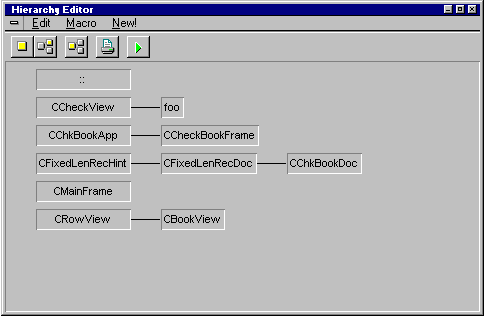 Hierarchy Editor
Edit Macro New!
::
CCheckView foo
CChkBookApp CCheckBookFrame
CFixedLenRecHint CFixedLenRecDoc CChkBookDoc
CMainFrame
CRowView CBookView